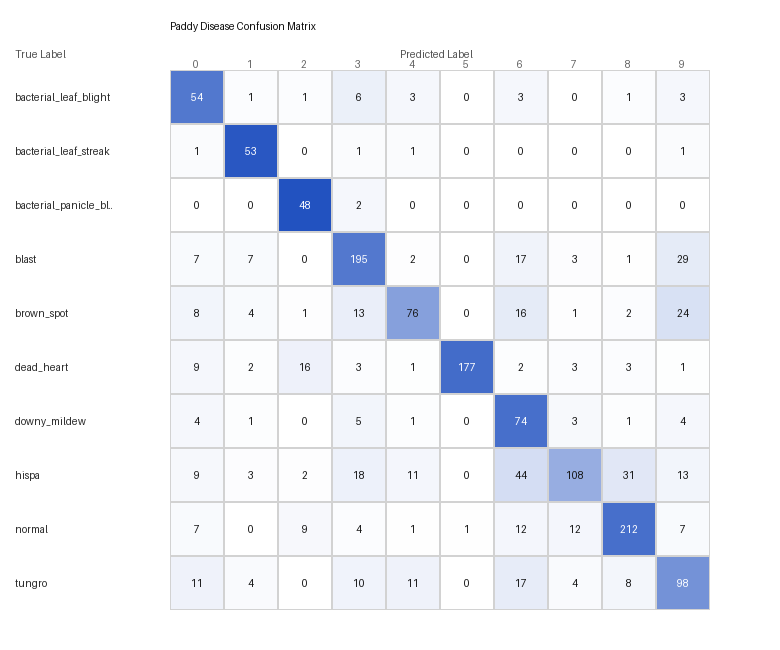 Paddy Disease Confusion Matrix
True Label Predicted Label
0 1 2 3 4 5 6 7 8 9
bacterial_leaf_blight 54 1 1 6 3 0 3 0 1 3
bacterial_leaf_streak 1 53 0 1 1 0 0 0 0 1
bacterial_panicle_bl.. 0 0 48 2 0 0 0 0 0 0
blast 7 7 0 195 2 0 17 3 1 29
brown_spot 8 4 1 13 76 0 16 1 2 24
dead_heart 9 2 16 3 1 177 2 3 3 1
downy_mildew 4 1 0 5 1 0 74 3 1 4
hispa 9 3 2 18 11 0 44 108 31 13
normal 7 0 9 4 1 1 12 12 212 7
tungro 11 4 0 10 11 0 17 4 8 98